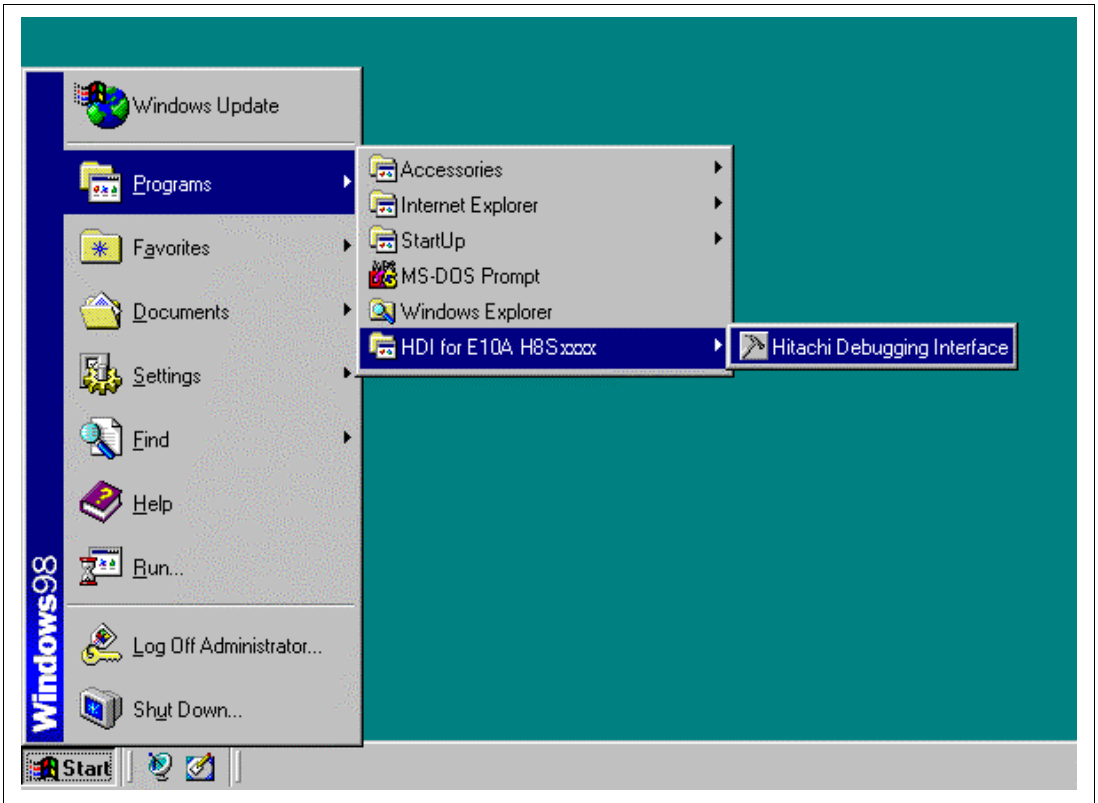 Windows Update
Programs
Favorites
Documents
Settings
Find
Help
Run...
Log Off Administrator...
Shut Down...
Windows98
Accessories
Internet Explorer
StartUp
MS-DOS Prompt
Windows Explorer
HDI for E10A H8Sxxxx
Hitachi Debugging Interface
Start